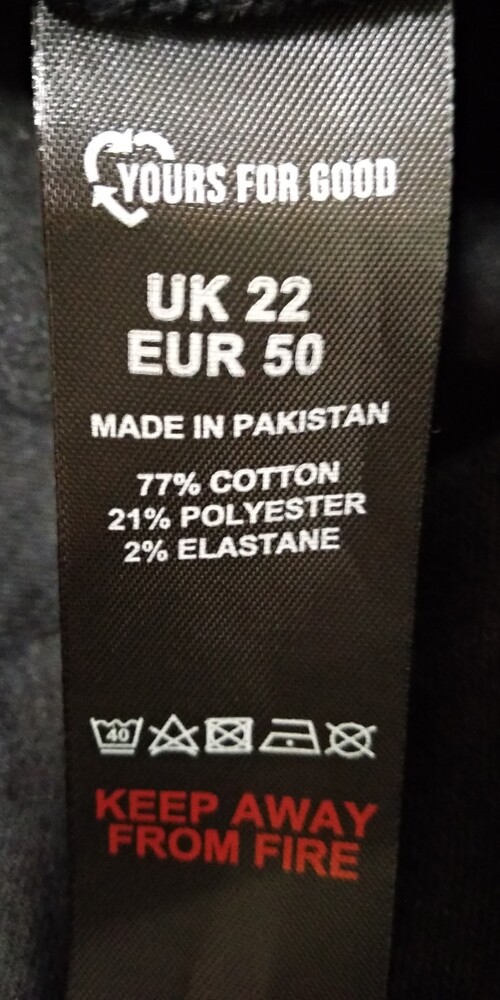 YOURS FOR GOOD
UK 22
EUR 50
MADE IN PAKISTAN
77% COTTON
21% POLYESTER
2% ELASTANE
40
KEEP AWAY
FROM FIRE